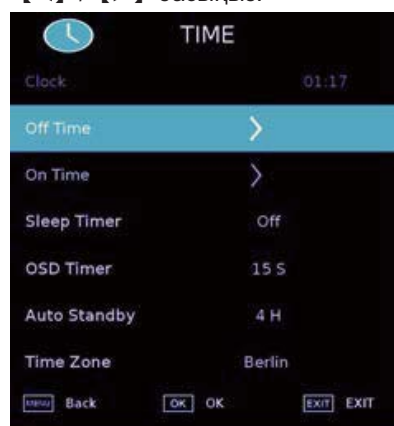 TIME
Clock 01:17
Off Time >
On Time >
Sleep Timer Off
OSD Timer 15 S
Auto Standby 4 H
Time Zone Berlin
MENU Back OK OK EXIT EXIT